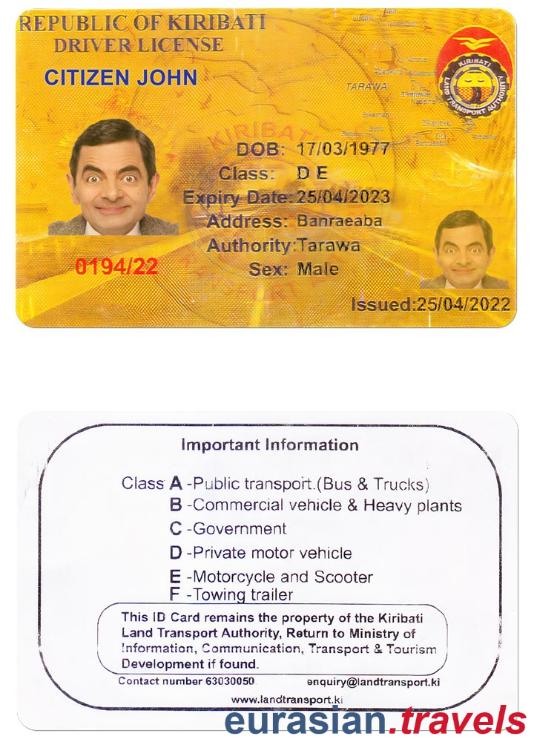 REPUBLIC OF KIRIBATI
DRIVER LICENSE
CITIZEN JOHN
KIRIBATI
LAND TRANSPORT AUTHORITY
TARAWA
KIRIBATI
DOB: 17/03/1977
Class: D E
Expiry Date: 25/04/2023
Address: Banraeaba
Authority: Tarawa
Sex: Male
0194/22
Issued: 25/04/2022
Important Information
Class A -Public transport.(Bus & Trucks)
B -Commercial vehicle & Heavy plants
C -Government
D -Private motor vehicle
E -Motorcycle and Scooter
F -Towing trailer
This ID Card remains the property of the Kiribati
Land Transport Authority, Return to Ministry of
Information, Communication, Transport & Tourism
Development if found.
Contact number 63030050 enquiry@landtransport.ki
www.landtransport.ki
eurasian.travels